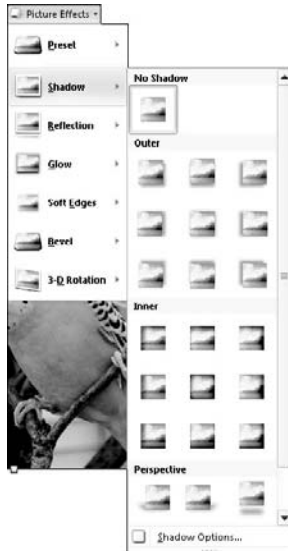 Picture Effects
Preset
Shadow
Reflection
Glow
Soft Edges
Bevel
3-D Rotation
No Shadow
Outer
Inner
Perspective
Shadow Options...